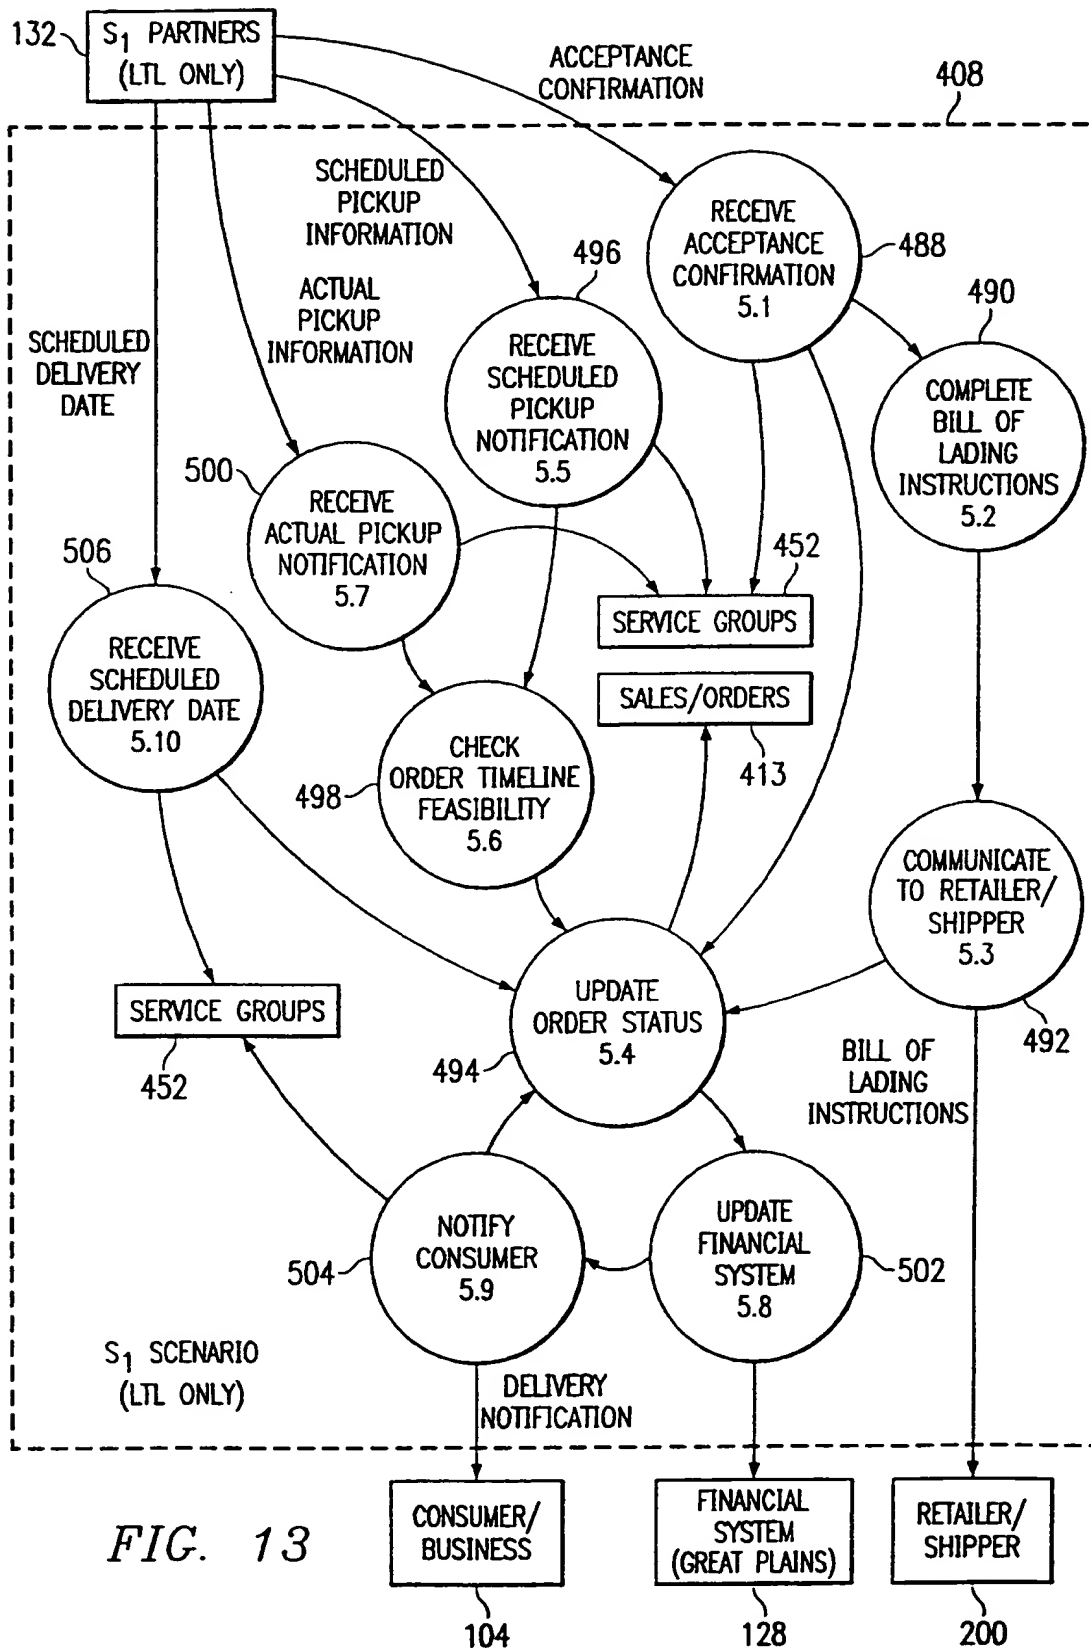 132
S1 PARTNERS
(LTL ONLY)
ACCEPTANCE
CONFIRMATION
408
SCHEDULED
PICKUP
INFORMATION
RECEIVE
ACCEPTANCE
CONFIRMATION
5.1
488
496
ACTUAL
PICKUP
INFORMATION
490
SCHEDULED
DELIVERY
DATE
RECEIVE
SCHEDULED
PICKUP
NOTIFICATION
5.5
COMPLETE
BILL OF
LADING
INSTRUCTIONS
5.2
500
RECEIVE
ACTUAL PICKUP
NOTIFICATION
5.7
506
452
SERVICE GROUPS
RECEIVE
SCHEDULED
DELIVERY DATE
5.10
SALES/ORDERS
413
CHECK
ORDER TIMELINE
FEASIBILITY
5.6
498
COMMUNICATE
TO RETAILER/
SHIPPER
5.3
492
SERVICE GROUPS
452
UPDATE
ORDER STATUS
5.4
494
BILL OF
LADING
INSTRUCTIONS
NOTIFY
CONSUMER
5.9
504
UPDATE
FINANCIAL
SYSTEM
5.8
502
S1 SCENARIO
(LTL ONLY)
DELIVERY
NOTIFICATION
CONSUMER/
BUSINESS
104
FINANCIAL
SYSTEM
(GREAT PLAINS)
128
RETAILER/
SHIPPER
200
FIG. 13